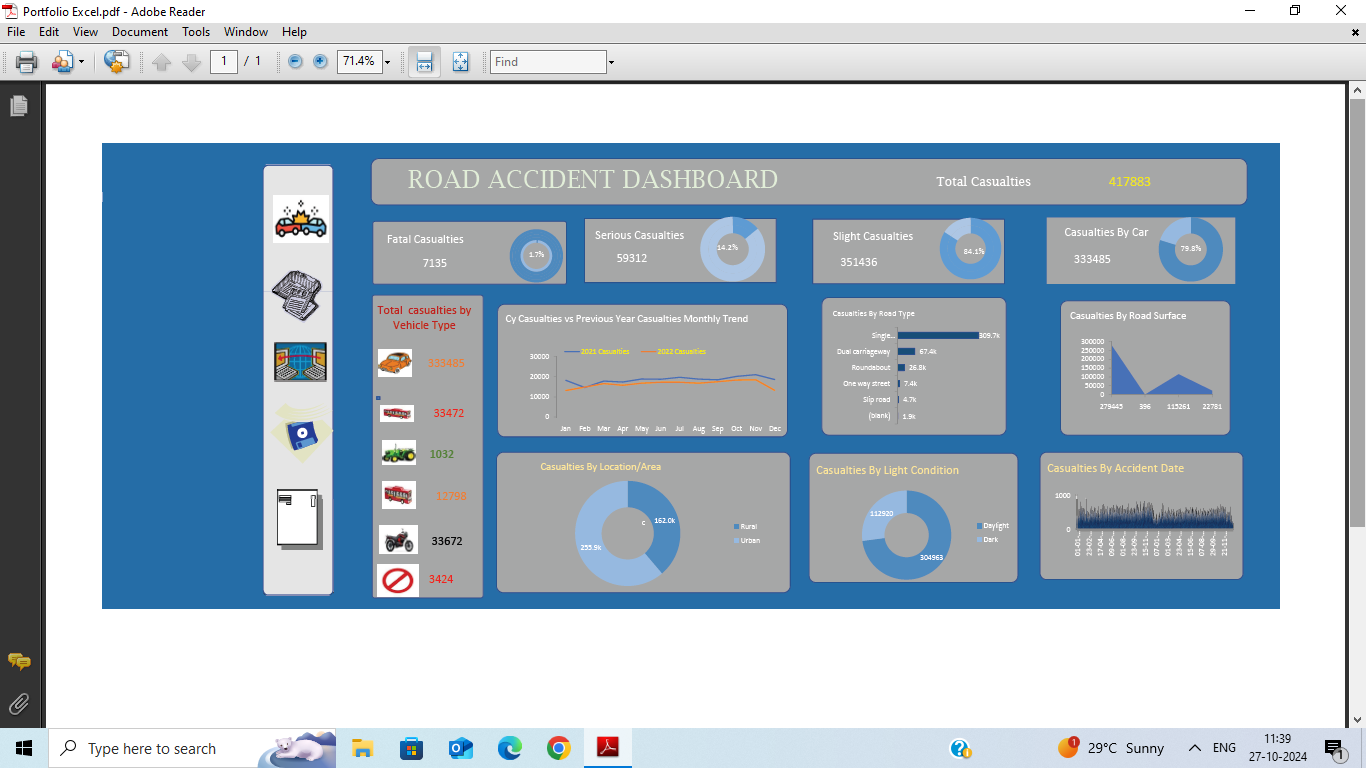 Portfolio Excel.pdf - Adobe Reader
File Edit View Document Tools Window Help
1 / 1 71.4% Find
ROAD ACCIDENT DASHBOARD
Total Casualties 417883
Fatal Casualties
7135
1.7%
Serious Casualties
59312
14.2%
Slight Casualties
351436
84.1%
Casualties By Car
333485
79.8%
Total casualties by
Vehicle Type
333485
33472
1032
12798
33672
3424
Cy Casualties vs Previous Year Casualties Monthly Trend
2021 Casualties 2022 Casualties
30000
20000
10000
0
Jan Feb Mar Apr May Jun Jul Aug Sep Oct Nov Dec
Casualties By Road Type
Single... 309.7k
Dual carriageway 67.4k
Roundabout 26.8k
One way street 7.4k
Slip road 4.7k
(blank) 1.9k
Casualties By Road Surface
300000
250000
200000
150000
100000
50000
0
279445 396 115261 22781
Casualties By Location/Area
c 162.0k
255.9k
Rural
Urban
Casualties By Light Condition
112920
304963
Daylight
Dark
Casualties By Accident Date
1000
0
Type here to search
29°C Sunny
ENG
11:39
27-10-2024